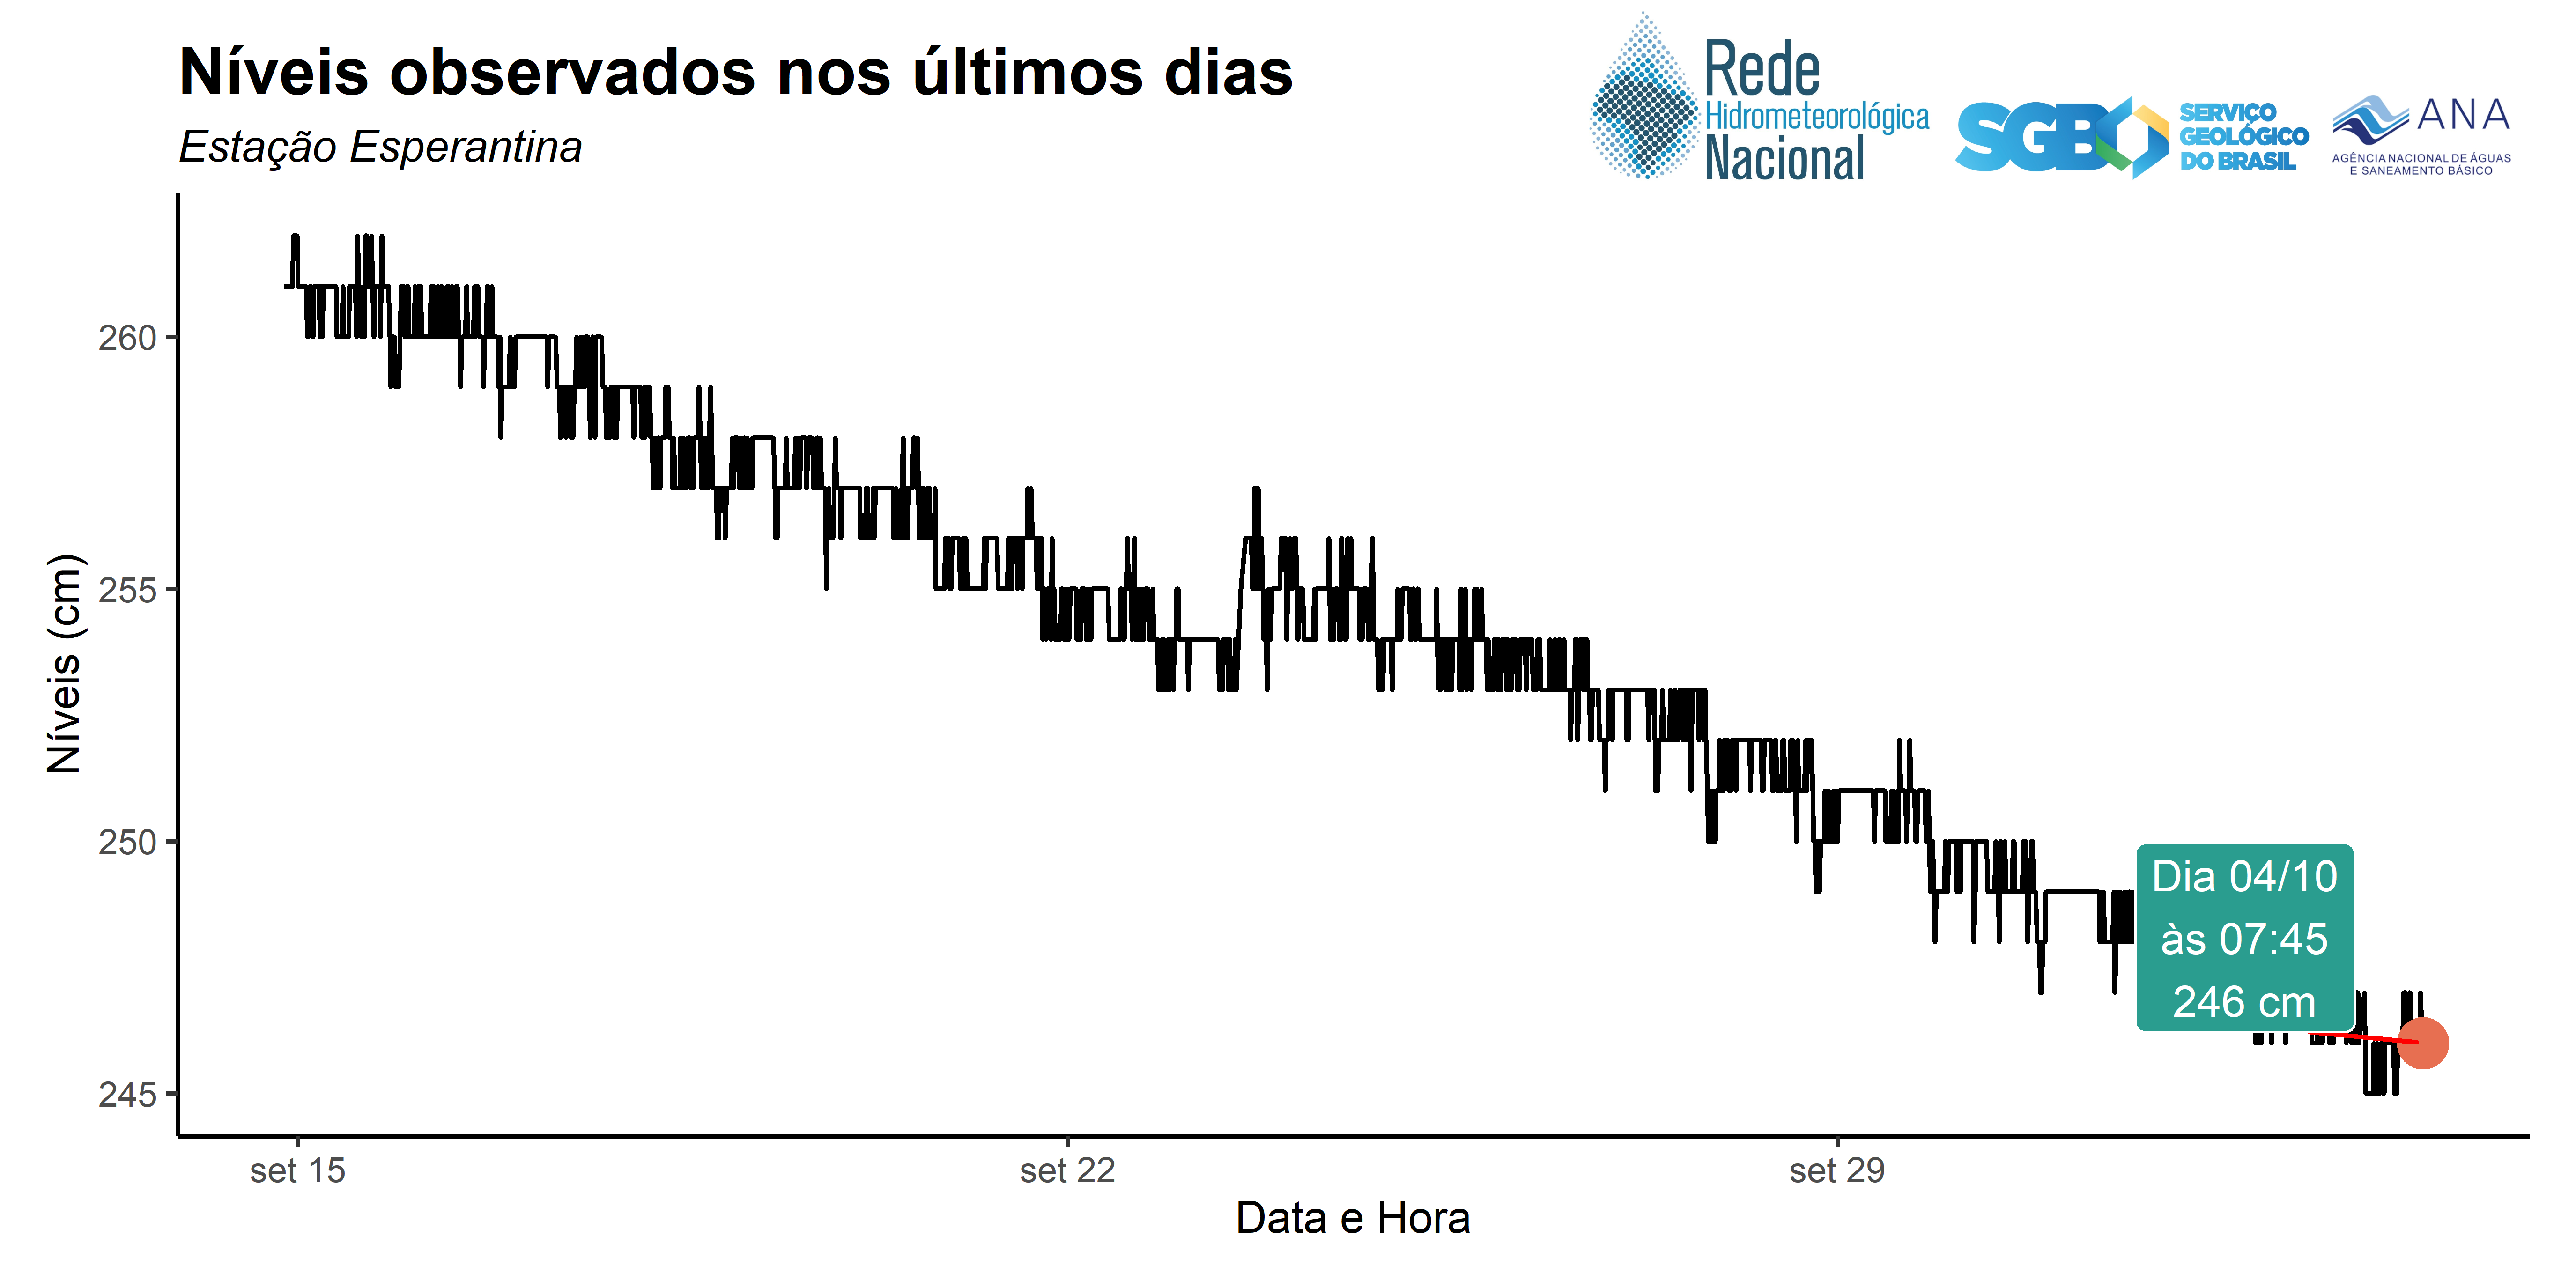 Níveis observados nos últimos dias
Estação Esperantina
Rede
Hidrometeorológica
Nacional
SGB
SERVIÇO
GEOLÓGICO
DO BRASIL
ANA
AGÊNCIA NACIONAL DE ÁGUAS
E SANEAMENTO BÁSICO
Níveis (cm)
260
255
250
245
Dia 04/10
às 07:45
246 cm
set 15
set 22
set 29
Data e Hora